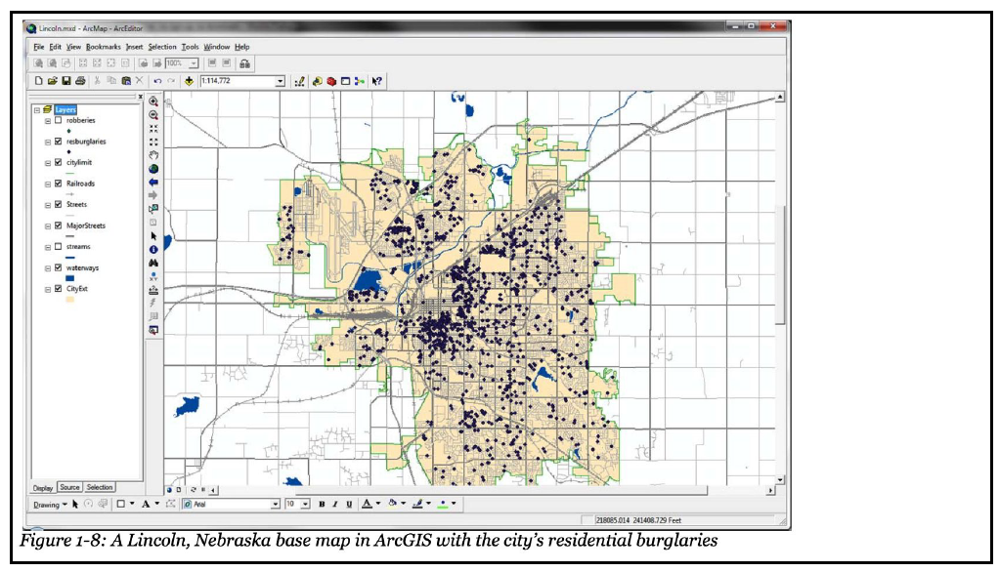 Lincoln.mxd - ArcMap - ArcEditor
File Edit View Bookmarks Insert Selection Tools Window Help
100%
1:114,772
Layers
robberies
resburglaries
citylimit
Railroads
Streets
MajorStreets
streams
waterways
CityExt
Display Source Selection
Drawing A Arial 10 B I U A
218085.014 241408.729 Feet
Figure 1-8: A Lincoln, Nebraska base map in ArcGIS with the city's residential burglaries